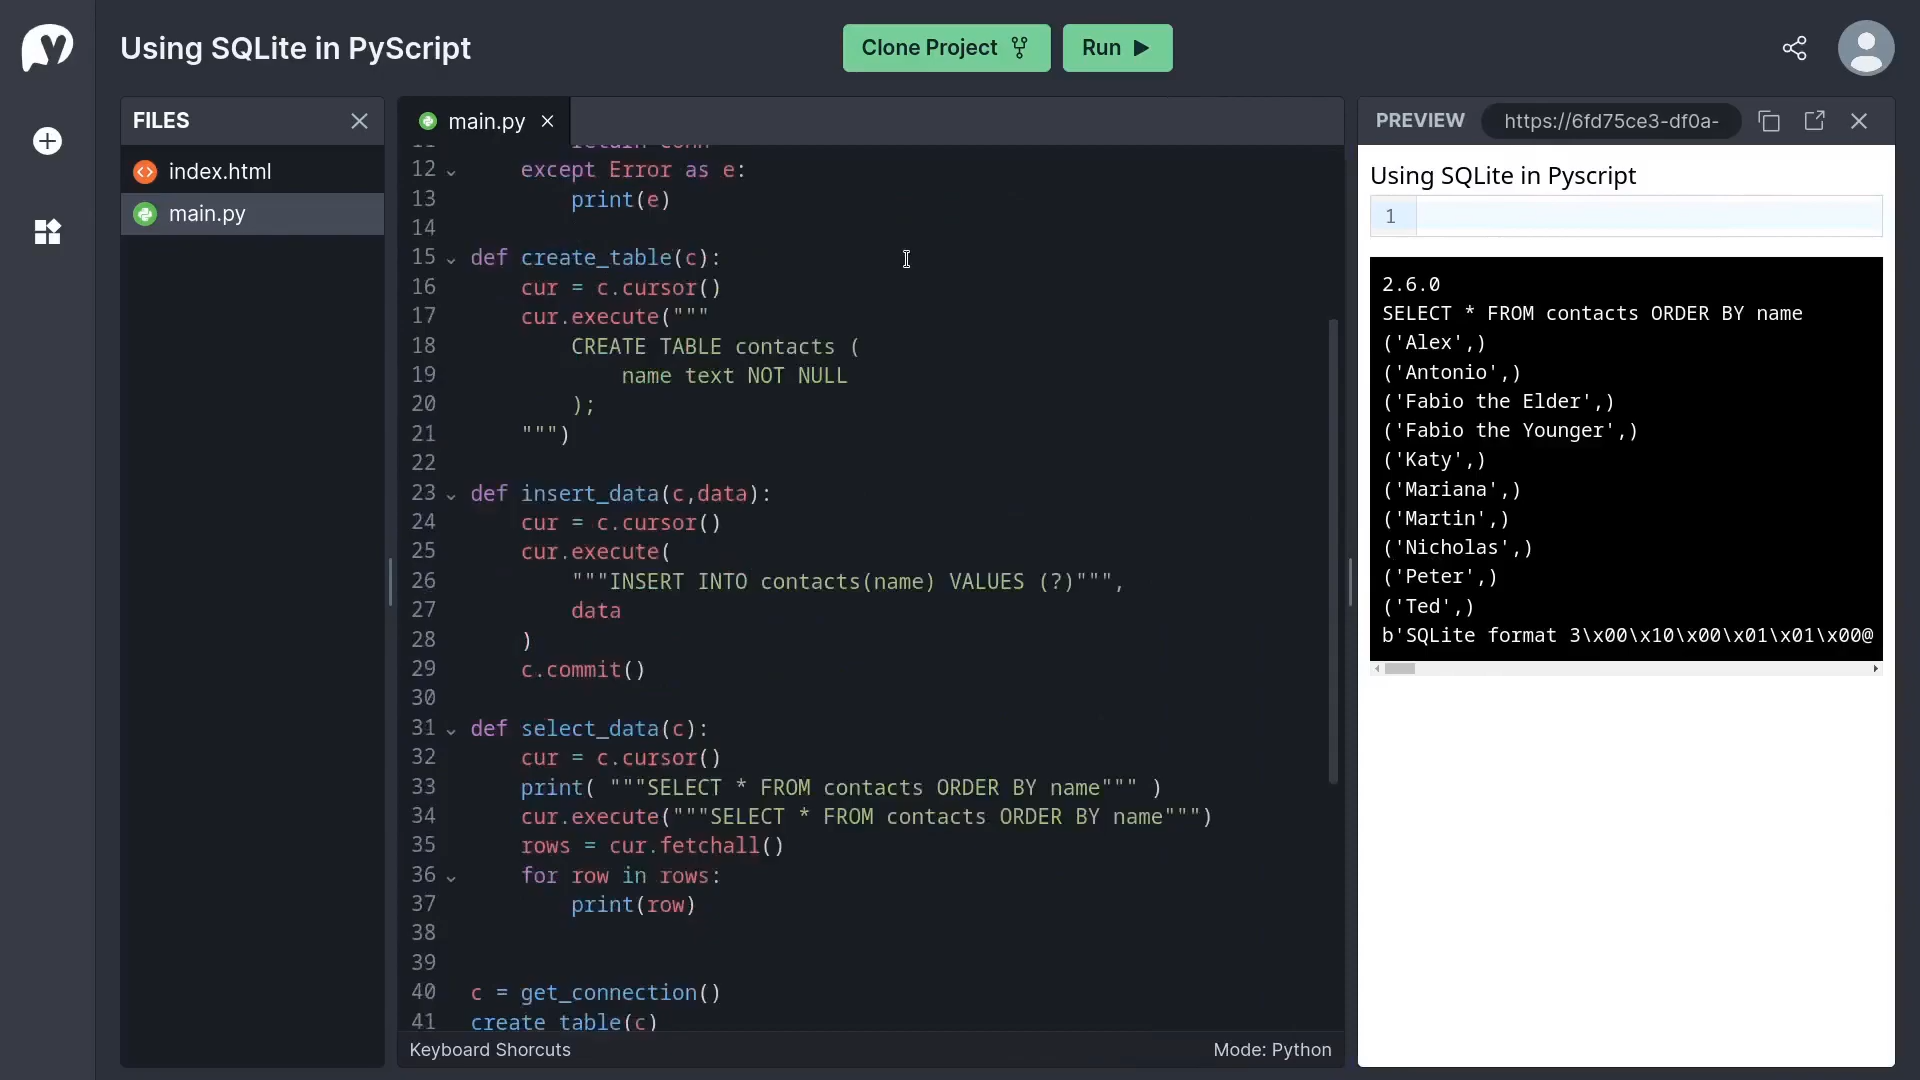 Using SQLite in PyScript
Clone Project
Run
FILES
index.html
main.py
main.py
11 return conn
12 except Error as e:
13 print(e)
14
15 def create_table(c):
16 cur = c.cursor()
17 cur.execute("""
18 CREATE TABLE contacts (
19 name text NOT NULL
20 );
21 """)
22
23 def insert_data(c,data):
24 cur = c.cursor()
25 cur.execute(
26 """INSERT INTO contacts(name) VALUES (?)""",
27 data
28 )
29 c.commit()
30
31 def select_data(c):
32 cur = c.cursor()
33 print( """SELECT * FROM contacts ORDER BY name""" )
34 cur.execute("""SELECT * FROM contacts ORDER BY name""")
35 rows = cur.fetchall()
36 for row in rows:
37 print(row)
38
39
40 c = get_connection()
41 create_table(c)
Keyboard Shorcuts
Mode: Python
PREVIEW
https://6fd75ce3-df0a-
Using SQLite in Pyscript
1
2.6.0
SELECT * FROM contacts ORDER BY name
('Alex',)
('Antonio',)
('Fabio the Elder',)
('Fabio the Younger',)
('Katy',)
('Mariana',)
('Martin',)
('Nicholas',)
('Peter',)
('Ted',)
b'SQLite format 3\x00\x10\x00\x01\x01\x00@